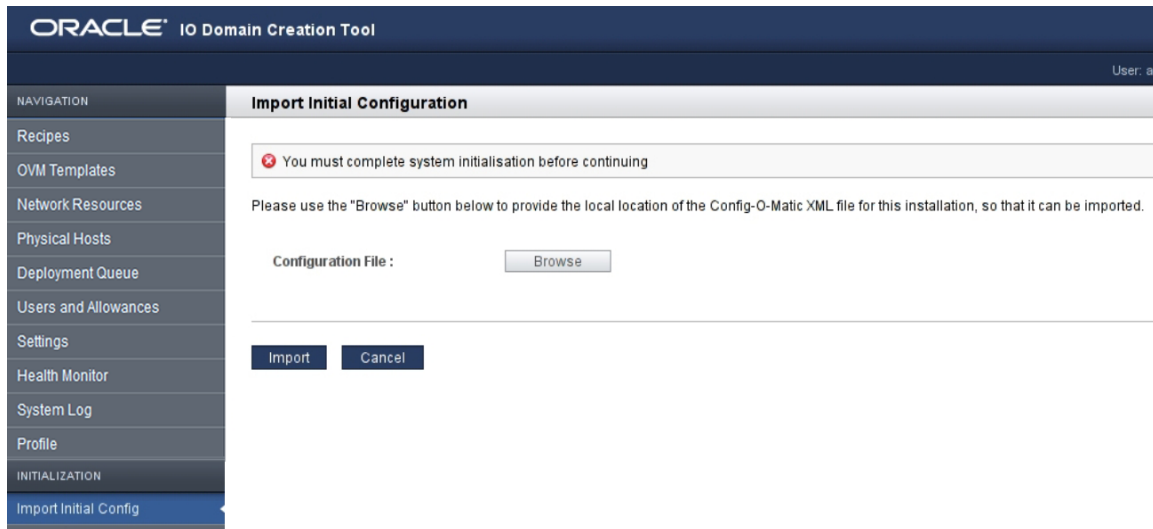 ORACLE IO Domain Creation Tool
User: a
NAVIGATION
Import Initial Configuration
Recipes
You must complete system initialisation before continuing
OVM Templates
Network Resources
Please use the "Browse" button below to provide the local location of the Config-O-Matic XML file for this installation, so that it can be imported.
Physical Hosts
Configuration File :
Browse
Deployment Queue
Users and Allowances
Settings
Import
Cancel
Health Monitor
System Log
Profile
INITIALIZATION
Import Initial Config